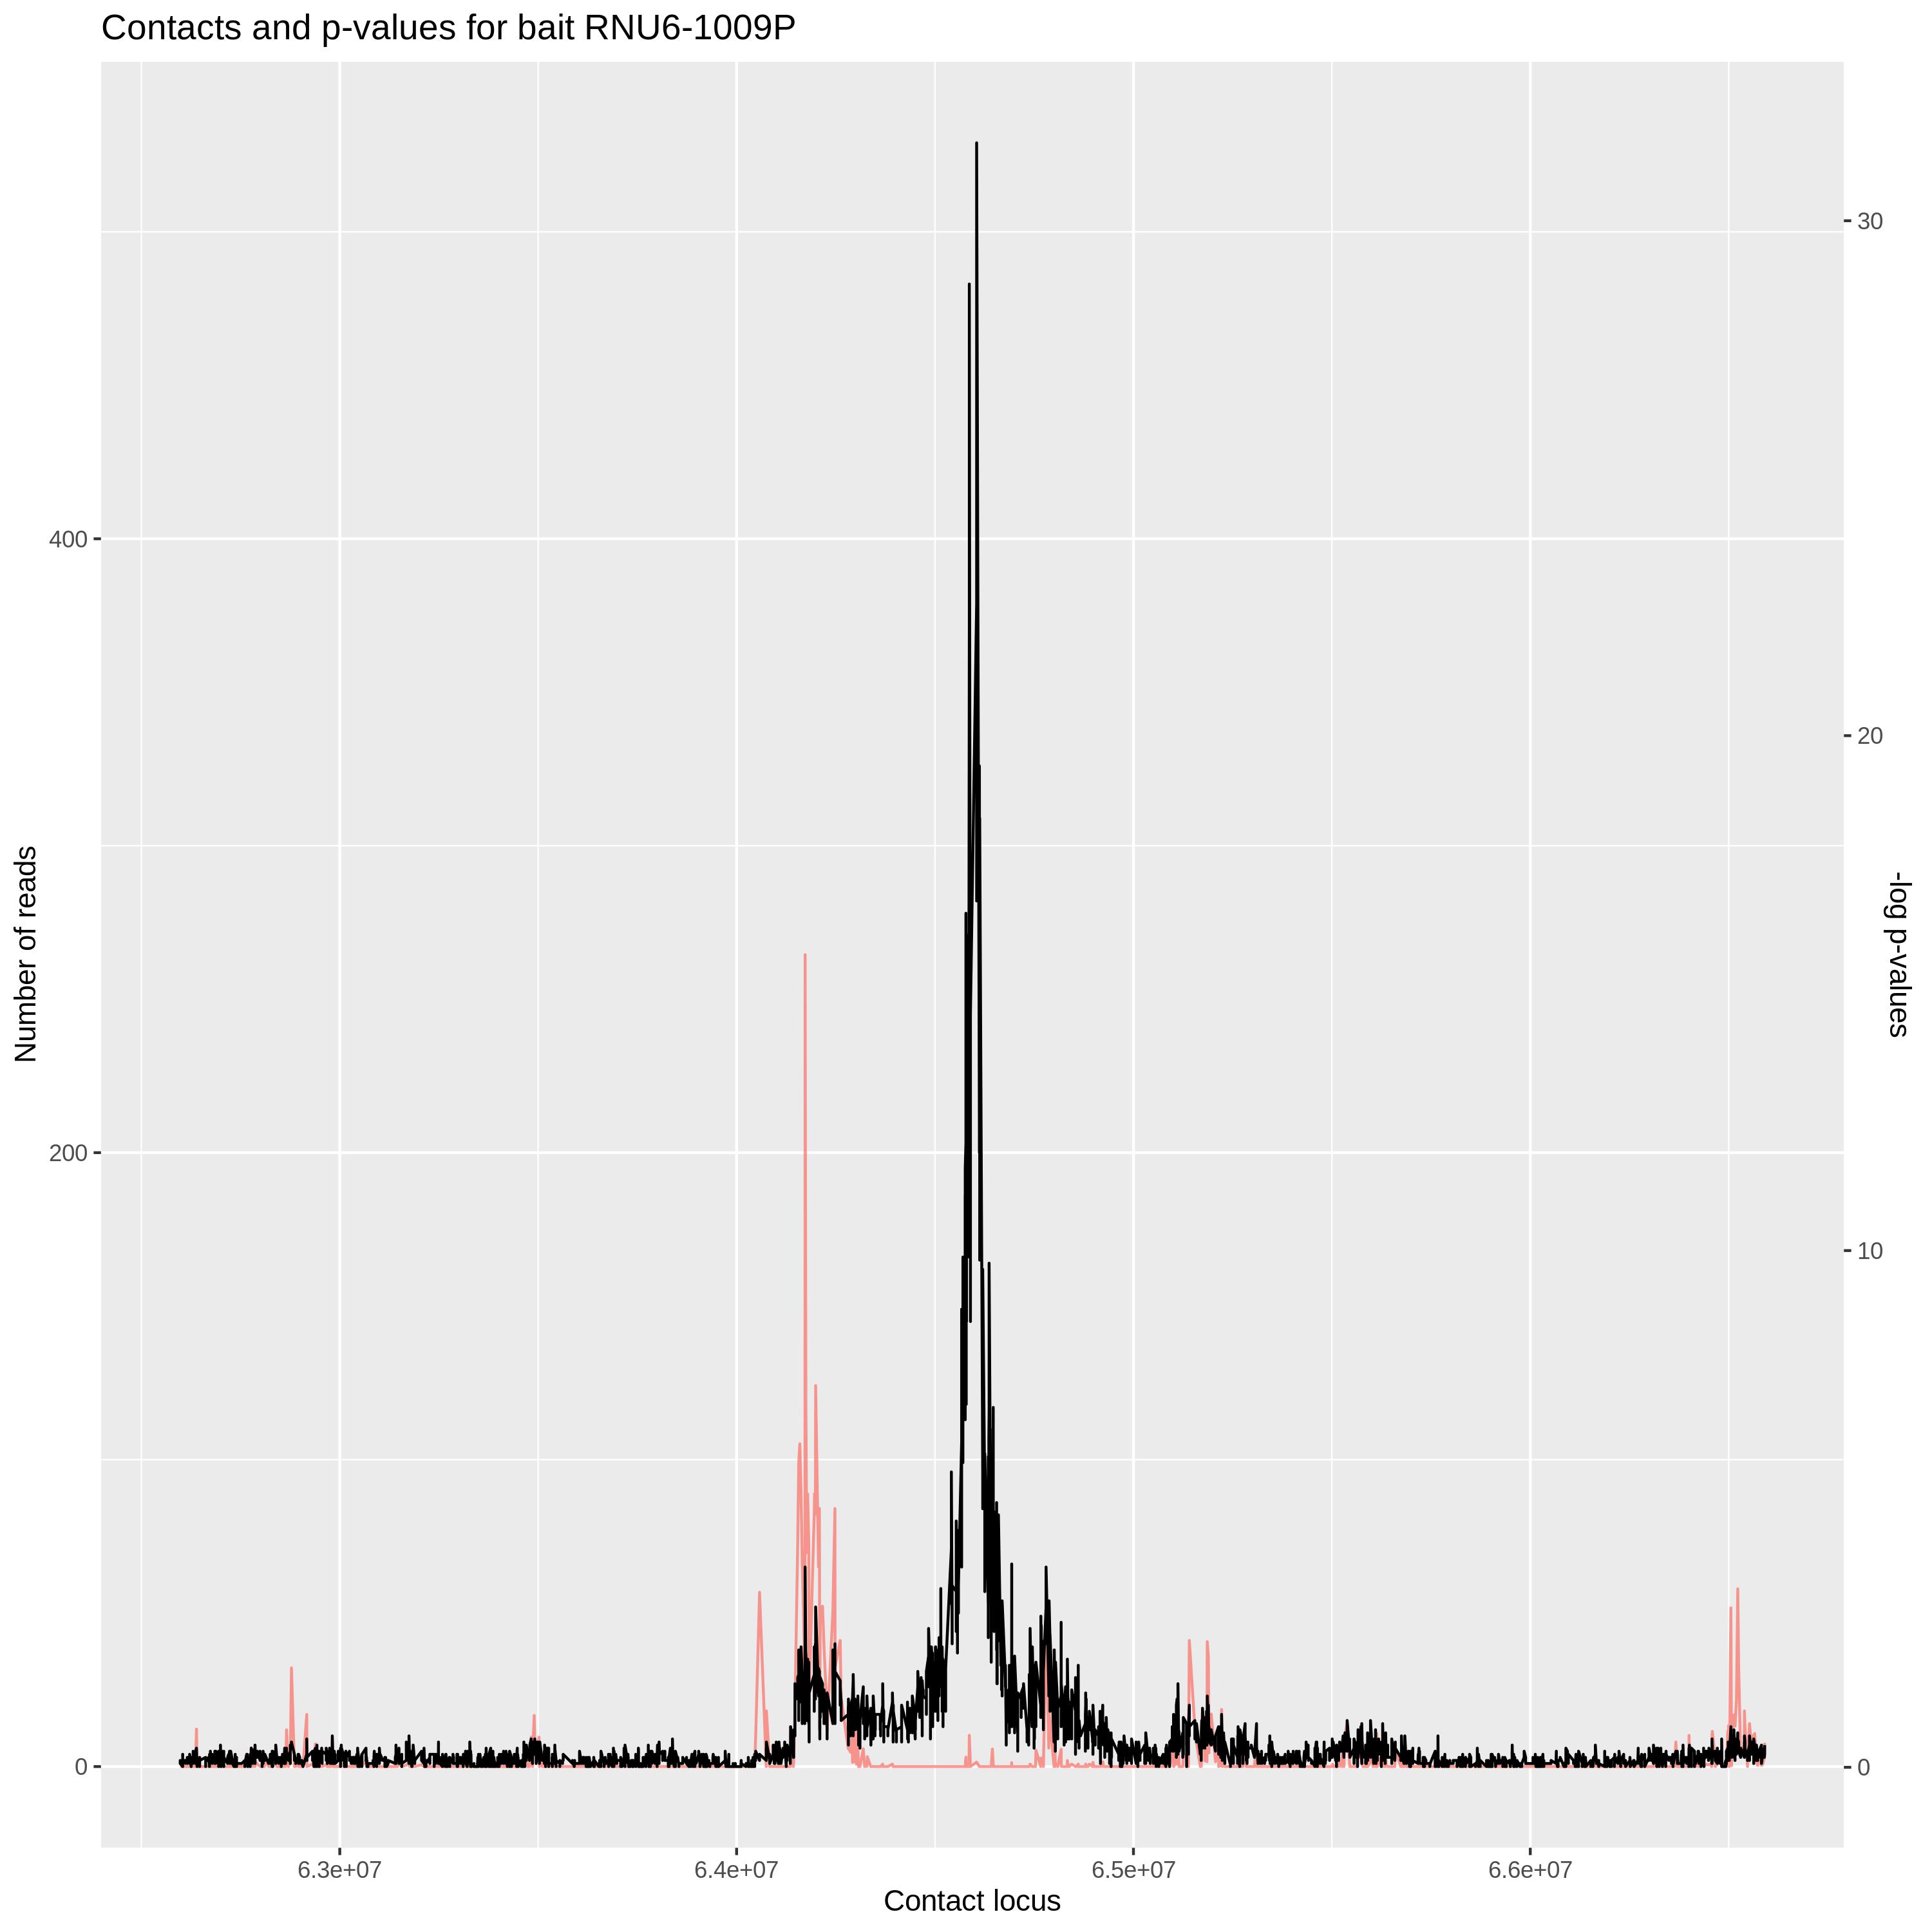 Contacts and p-values for bait RNU6-1009P
Number of reads
400
200
0
30
20
10
0
-log p-values
6.3e+07
6.4e+07
6.5e+07
6.6e+07
Contact locus